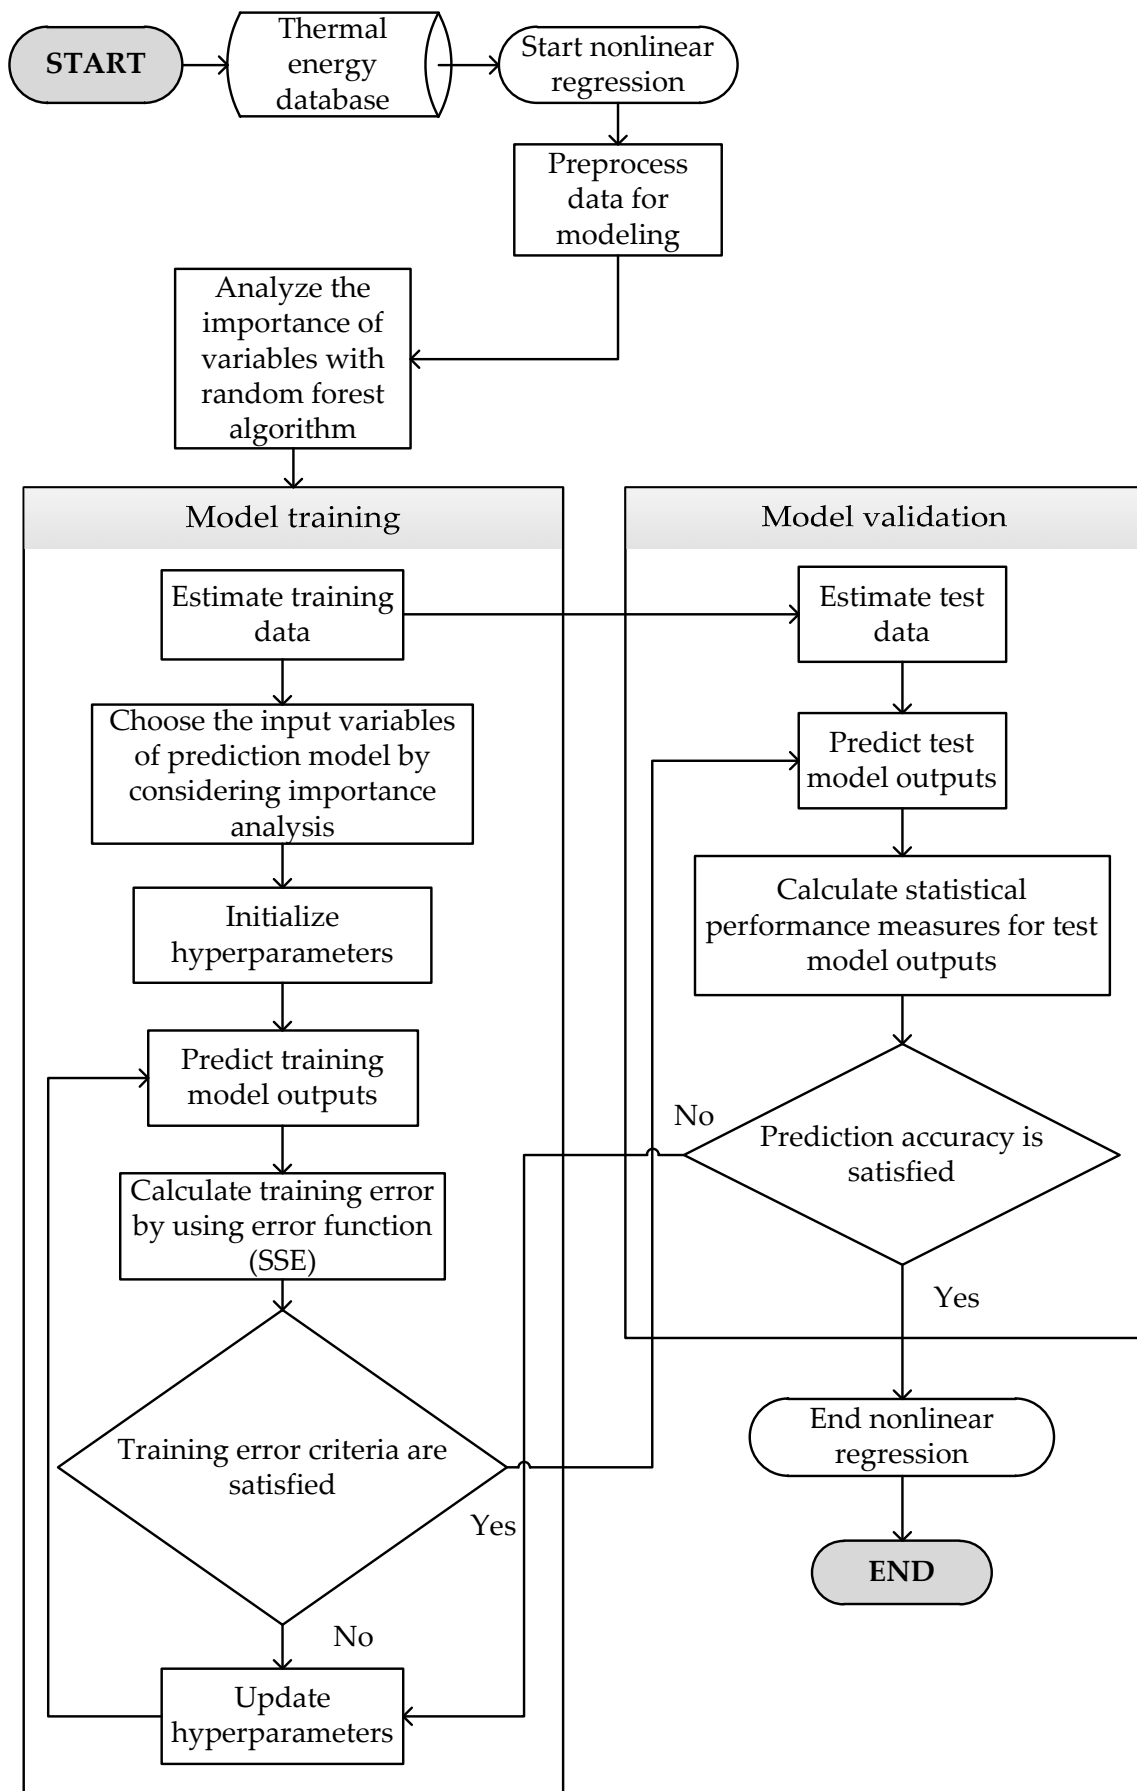 START
Thermal
energy
database
Start nonlinear
regression
Preprocess
data for
modeling
Analyze the
importance of
variables with
random forest
algorithm
Model training
Estimate training
data
Choose the input variables
of prediction model by
considering importance
analysis
Initialize
hyperparameters
Predict training
model outputs
Calculate training error
by using error function
(SSE)
Training error criteria are
satisfied
Yes
No
Update
hyperparameters
Model validation
Estimate test
data
Predict test
model outputs
Calculate statistical
performance measures for test
model outputs
No
Prediction accuracy is
satisfied
Yes
End nonlinear
regression
END